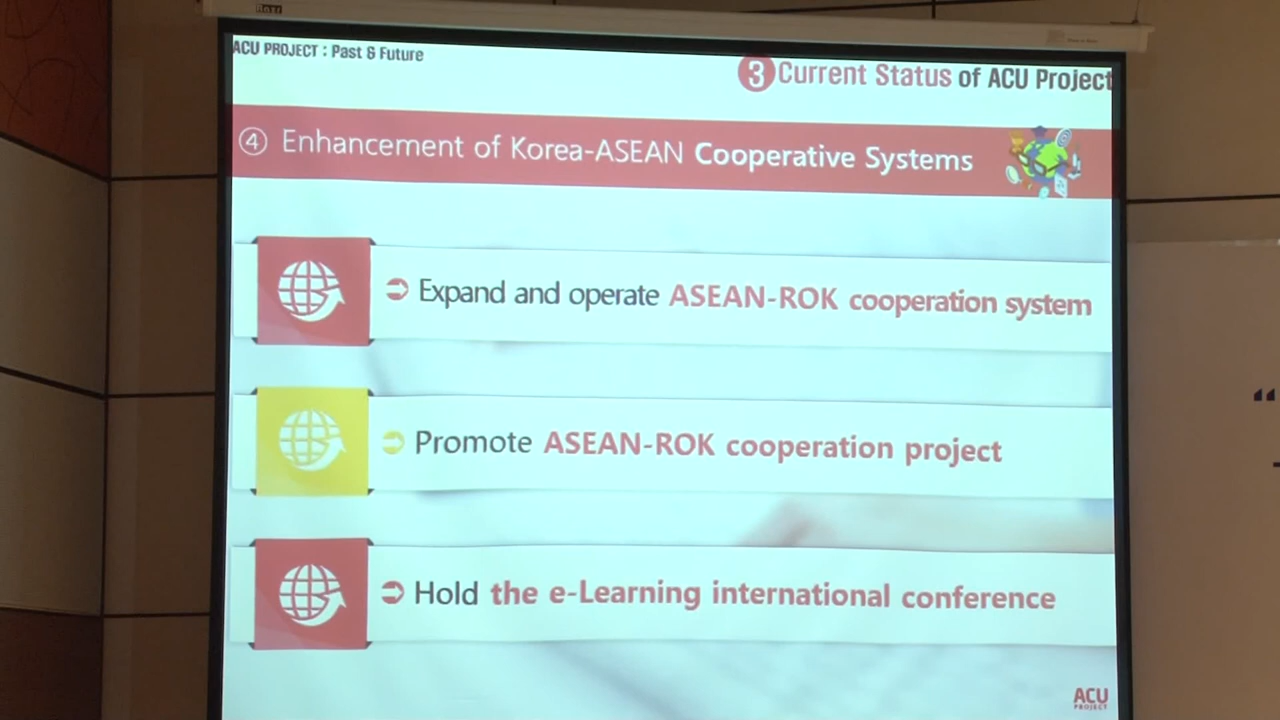 ACU PROJECT : Past & Future
3 Current Status of ACU Project
④ Enhancement of Korea-ASEAN Cooperative Systems
➲ Expand and operate ASEAN-ROK cooperation system
➲ Promote ASEAN-ROK cooperation project
➲ Hold the e-Learning international conference
ACU
PROJECT
“